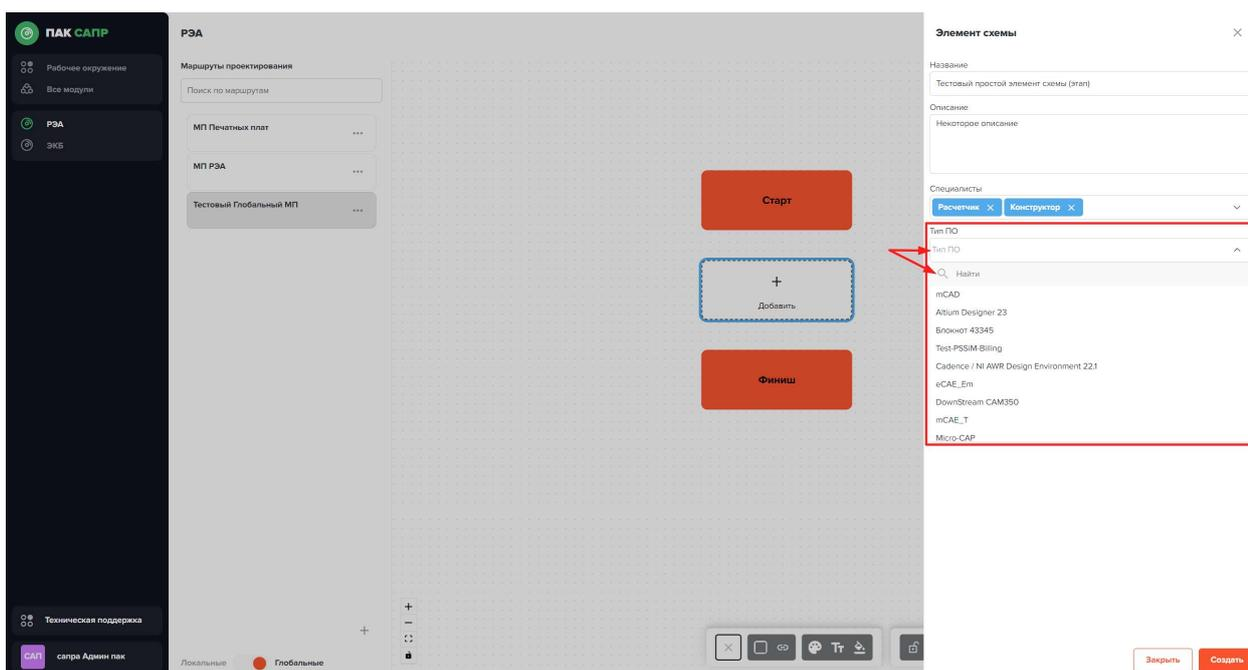 ПАК САПР
Рабочее окружение
Все модули
РЭА
ЭКБ
Техническая поддержка
САП
сапра Админ пак
РЭА
Маршруты проектирования
Поиск по маршрутам
МП Печатных плат
МП РЭА
Тестовый Глобальный МП
Локальные
Глобальные
Старт
Добавить
Финиш
Элемент схемы
Название
Тестовый простой элемент схемы (этап)
Описание
Некоторое описание
Специалисты
Расчетчик
Конструктор
Тип ПО
Тип ПО
Найти
mCAD
Altium Designer 23
Блокнот 43345
Test-PSSiM-Billing
Cadence / NI AWR Design Environment 22.1
eCAE_Em
DownStream CAM350
mCAE_T
Micro-CAP
Закрыть
Создать